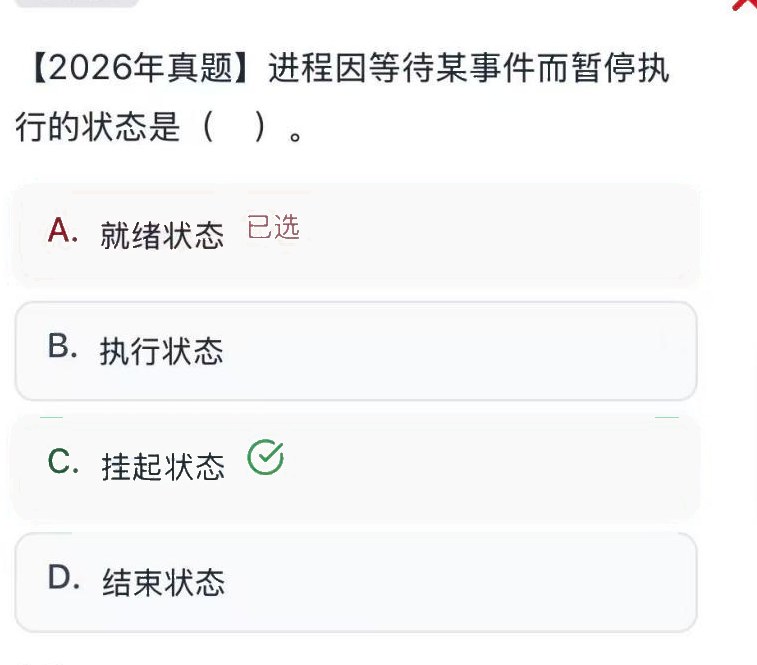 【2026年真题】进程因等待某事件而暂停执
行的状态是（ ）。
A. 就绪状态 已选
B. 执行状态
C. 挂起状态
D. 结束状态